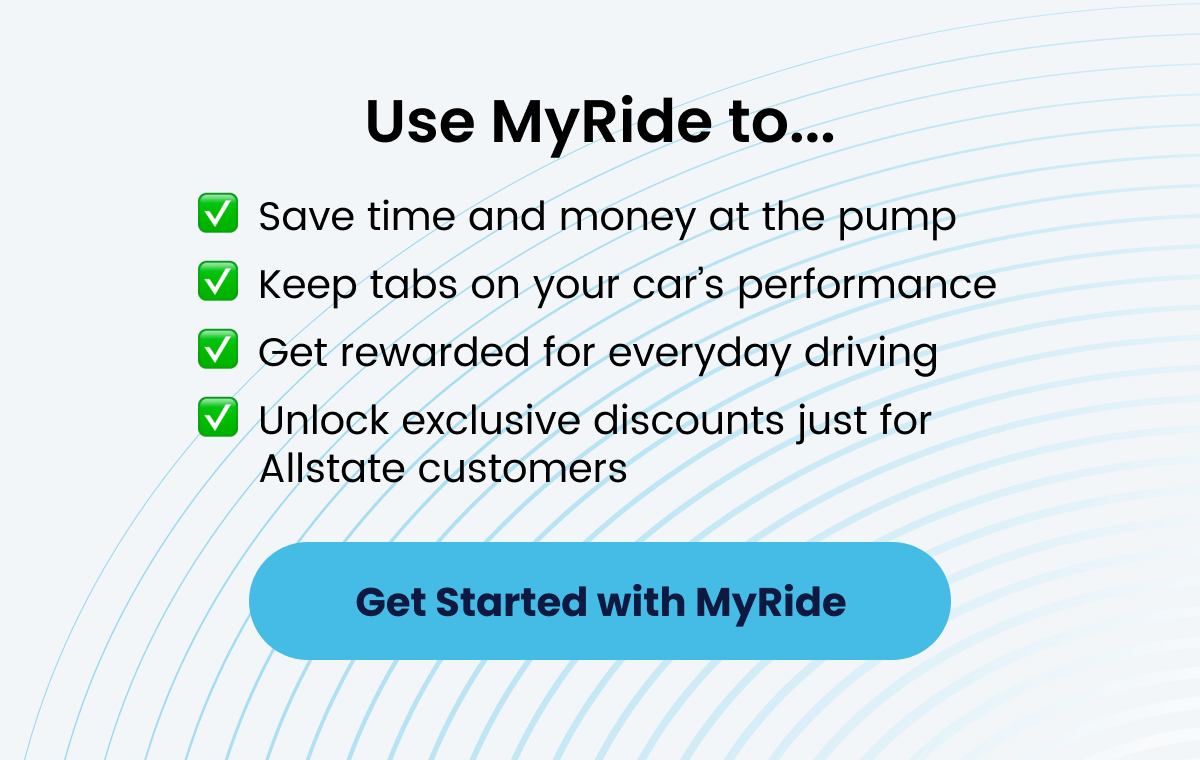 Use MyRide to...
✅ Save time and money at the pump
✅ Keep tabs on your car’s performance
✅ Get rewarded for everyday driving
✅ Unlock exclusive discounts just for
Allstate customers
Get Started with MyRide